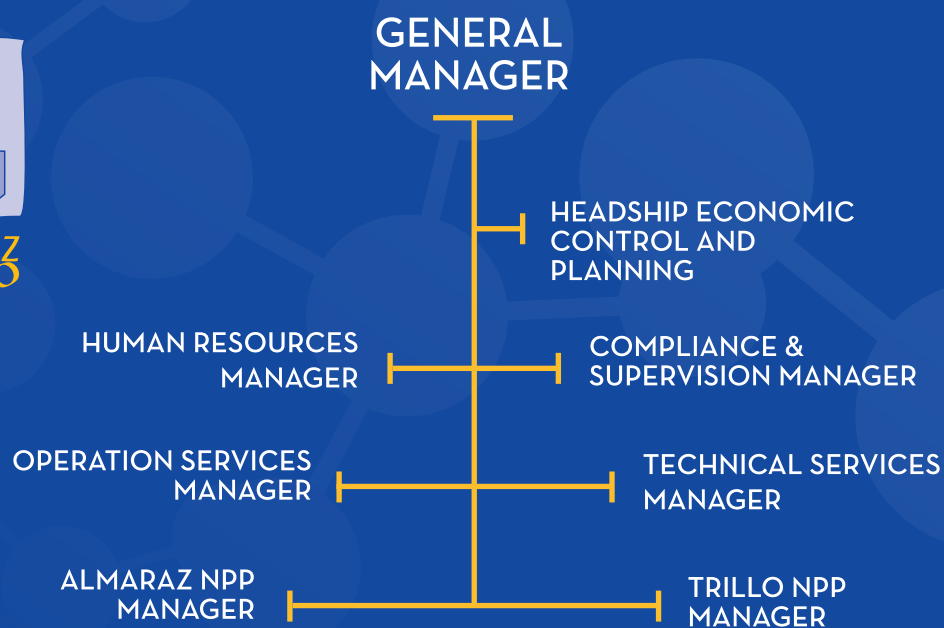 GENERAL
MANAGER
HEADSHIP ECONOMIC
CONTROL AND
PLANNING
HUMAN RESOURCES
MANAGER
COMPLIANCE &
SUPERVISION MANAGER
OPERATION SERVICES
MANAGER
TECHNICAL SERVICES
MANAGER
ALMARAZ NPP
MANAGER
TRILLO NPP
MANAGER